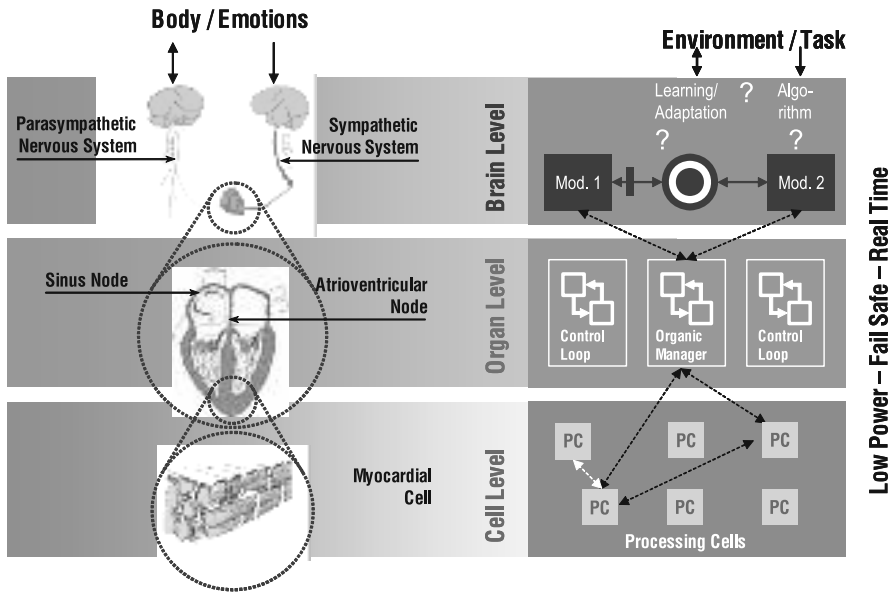 Body / Emotions
Environment / Task
Parasympathetic
Nervous System
Sympathetic
Nervous System
Brain Level
Learning/
Adaptation
?
?
Algo-
rithm
?
Mod. 1
Mod. 2
Sinus Node
Atrioventricular
Node
Organ Level
Control
Loop
Organic
Manager
Control
Loop
Myocardial
Cell
Cell Level
PC
PC
PC
PC
PC
PC
Processing Cells
Low Power – Fail Safe – Real Time